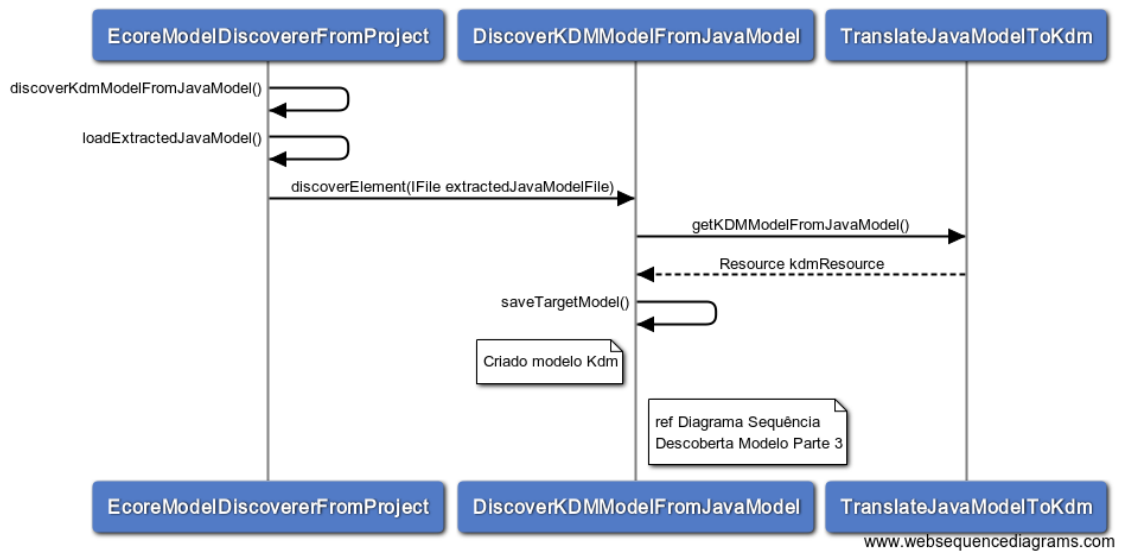 EcoreModelDiscovererFromProject
DiscoverKDMModelFromJavaModel
TranslateJavaModelToKdm
discoverKdmModelFromJavaModel()
loadExtractedJavaModel()
discoverElement(IFile extractedJavaModelFile)
getKDMModelFromJavaModel()
Resource kdmResource
saveTargetModel()
Criado modelo Kdm
ref Diagrama Sequência
Descoberta Modelo Parte 3
EcoreModelDiscovererFromProject
DiscoverKDMModelFromJavaModel
TranslateJavaModelToKdm
www.websequencediagrams.com